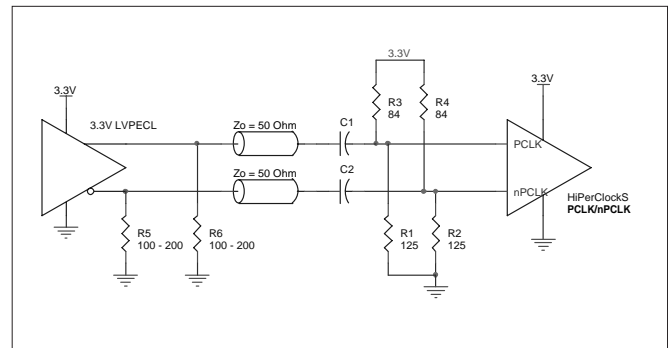 3.3V
3.3V
3.3V
3.3V LVPECL
R3
84
R4
84
Zo = 50 Ohm
C1
PCLK
Zo = 50 Ohm
C2
nPCLK
HiPerClockS
PCLK/nPCLK
R5
100 - 200
R6
100 - 200
R1
125
R2
125